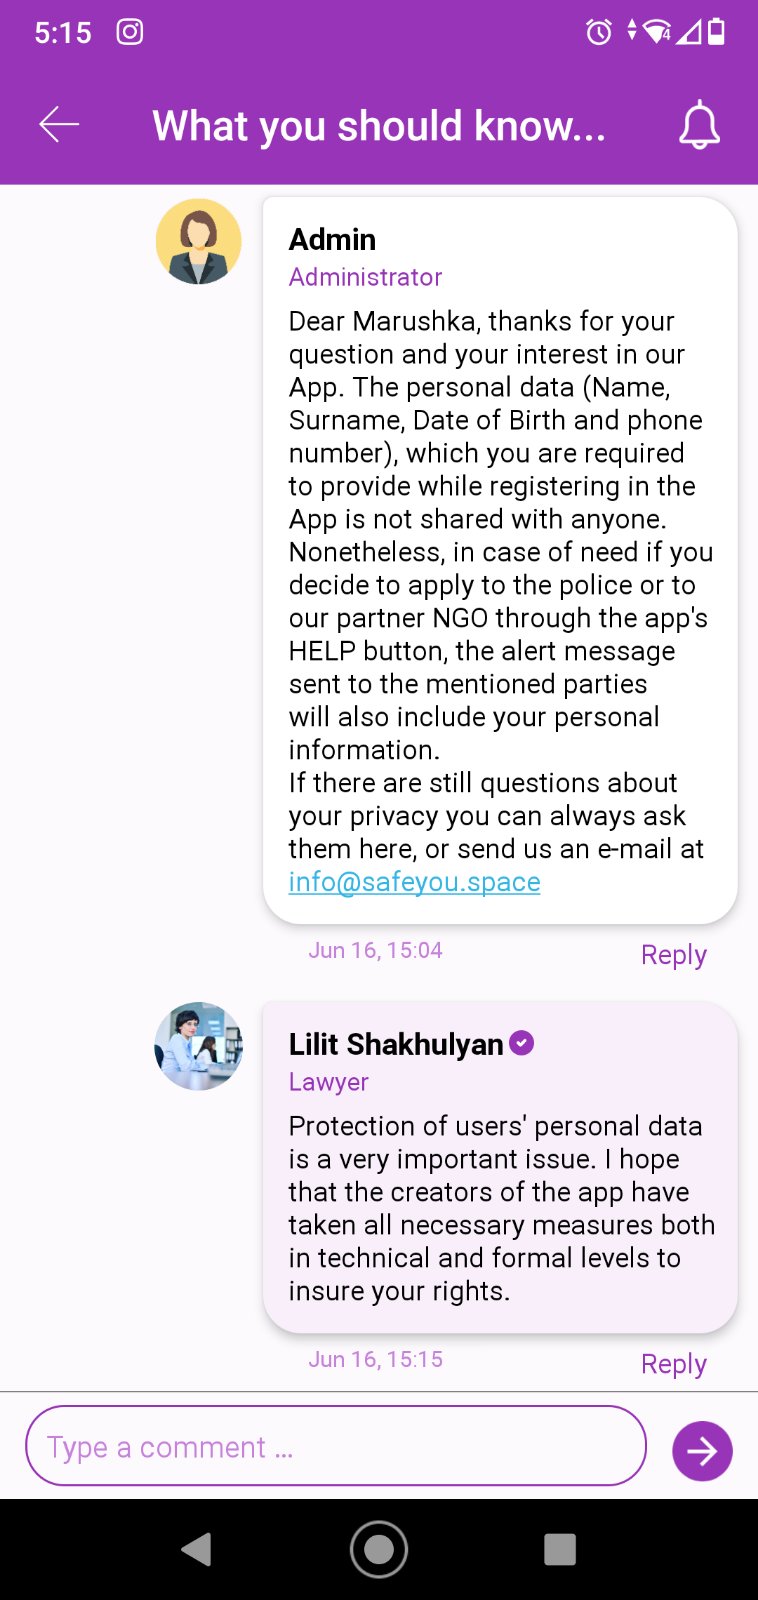 5:15
4
What you should know...
Admin
Administrator
Dear Marushka, thanks for your
question and your interest in our
App. The personal data (Name,
Surname, Date of Birth and phone
number), which you are required
to provide while registering in the
App is not shared with anyone.
Nonetheless, in case of need if you
decide to apply to the police or to
our partner NGO through the app's
HELP button, the alert message
sent to the mentioned parties
will also include your personal
information.
If there are still questions about
your privacy you can always ask
them here, or send us an e-mail at
info@safeyou.space
Jun 16, 15:04
Reply
Lilit Shakhulyan
Lawyer
Protection of users' personal data
is a very important issue. I hope
that the creators of the app have
taken all necessary measures both
in technical and formal levels to
insure your rights.
Jun 16, 15:15
Reply
Type a comment ...